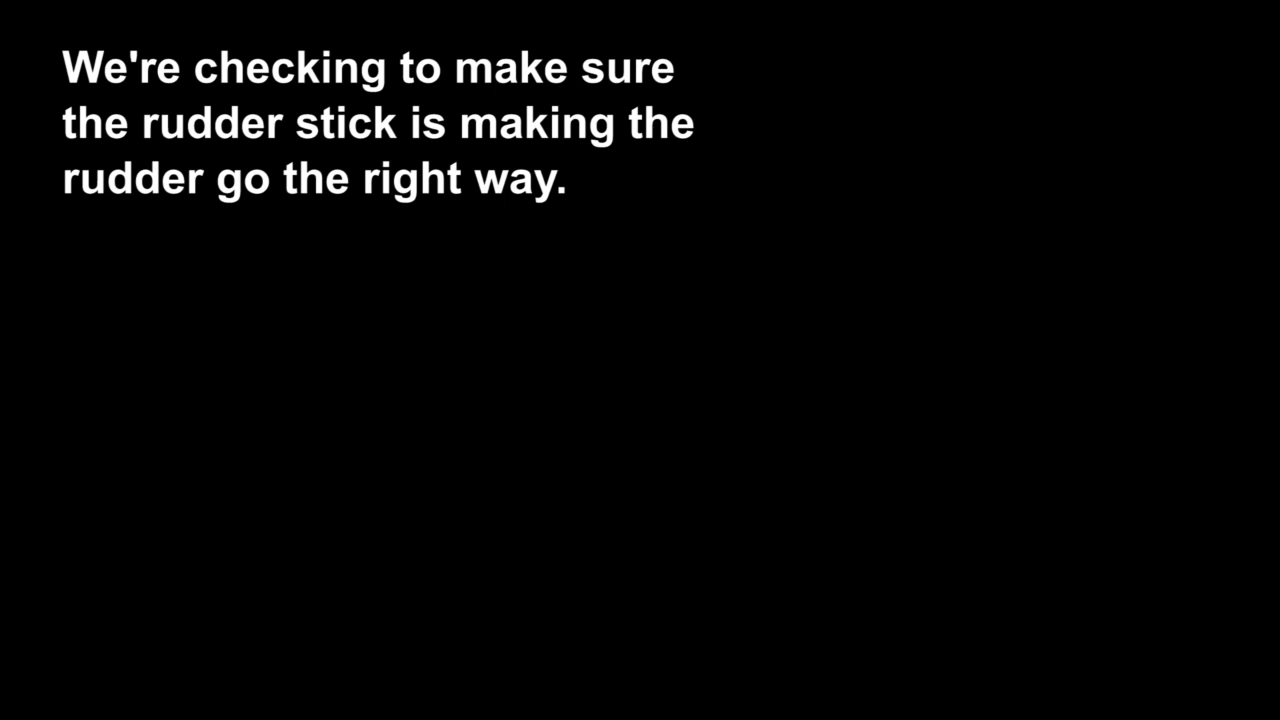 We're checking to make sure
the rudder stick is making the
rudder go the right way.